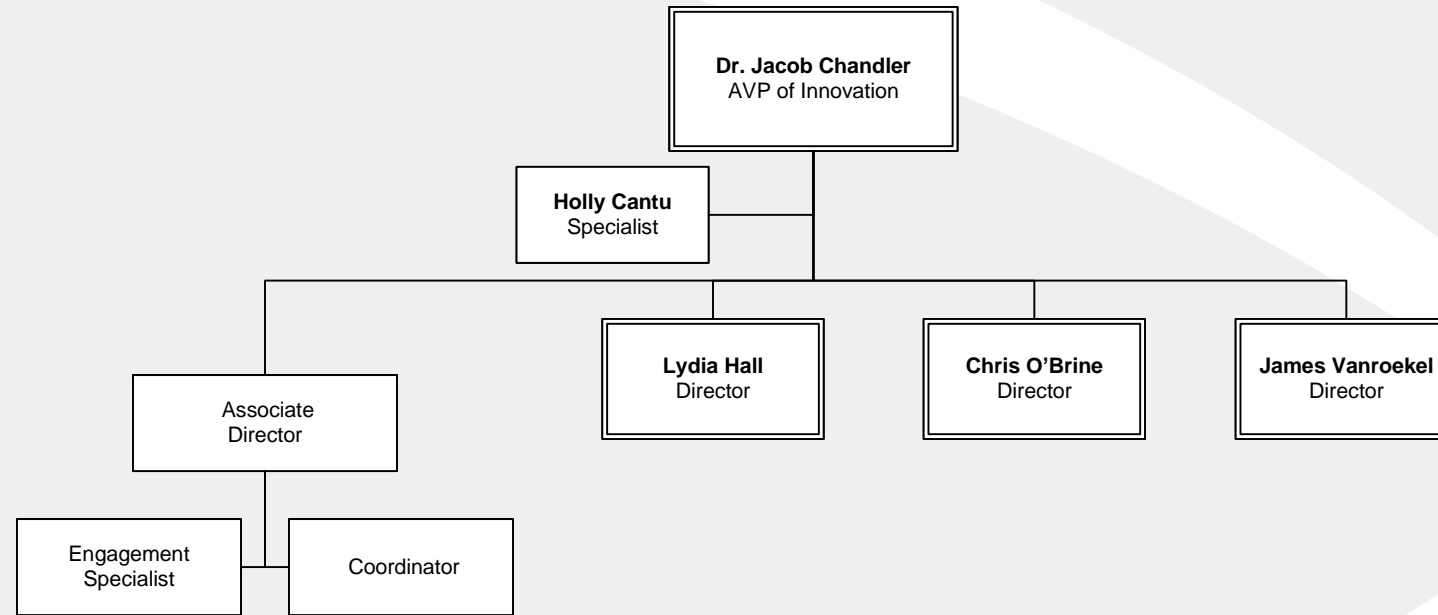 Dr. Jacob Chandler
AVP of Innovation
Holly Cantu
Specialist
Lydia Hall
Director
Chris O’Brine
Director
James Vanroekel
Director
Associate
Director
Engagement
Specialist
Coordinator